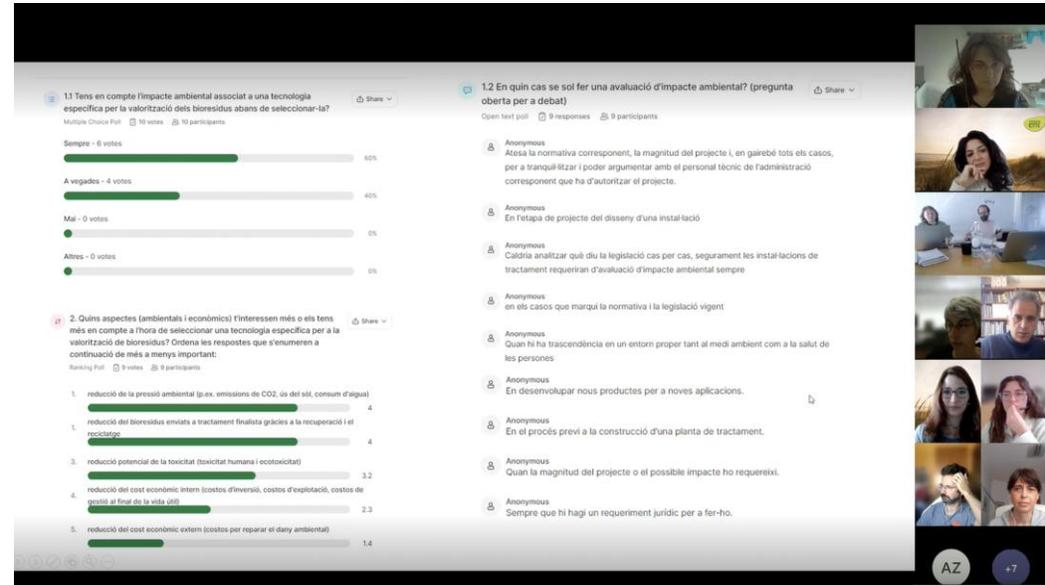 1.1 Tens en compte l'impacte ambiental associat a una tecnologia
específica per la valorització dels bioresidus abans de seleccionar-la?
Share
Multiple Choice Poll 10 votes 10 participants
Sempre - 6 votes
60%
A vegades - 4 votes
40%
Mai - 0 votes
0%
Altres - 0 votes
0%
2. Quins aspectes (ambientals i econòmics) t'interessen més o els tens
més en compte a l'hora de seleccionar una tecnologia específica per a la
valorització de bioresidus? Ordena les respostes que s'enumeren a
continuació de més a menys important:
Share
Ranking Poll 9 votes 9 participants
1. reducció de la pressió ambiental (p.ex. emissions de CO2, ús del sòl, consum d'aigua)
4
1. reducció del bioresidus enviats a tractament finalista gràcies a la recuperació i el
reciclatge
4
3. reducció potencial de la toxicitat (toxicitat humana i ecotoxicitat)
3.2
4. reducció del cost econòmic intern (costos d'inversió, costos d'explotació, costos de
gestió al final de la vida útil)
2.3
5. reducció del cost econòmic extern (costos per reparar el dany ambiental)
1.4
1.2 En quin cas se sol fer una avaluació d'impacte ambiental? (pregunta
oberta per a debat)
Share
Open text poll 9 responses 9 participants
Anonymous
Atesa la normativa corresponent, la magnitud del projecte i, en gairebé tots els casos,
per a tranquil·litzar i poder argumentar amb el personal tècnic de l'administració
corresponent que ha d'autoritzar el projecte.
Anonymous
En l'etapa de projecte del disseny d'una instal·lació
Anonymous
Caldria analitzar què diu la legislació cas per cas, segurament les instal·lacions de
tractament requeriran d'avaluació d'impacte ambiental sempre
Anonymous
en els casos que marqui la normativa i la legislació vigent
Anonymous
Quan hi ha trascendència en un entorn proper tant al medi ambient com a la salut de
les persones
Anonymous
En desenvolupar nous productes per a noves aplicacions.
Anonymous
En el procés previ a la construcció d'una planta de tractament.
Anonymous
Quan la magnitud del projecte o el possible impacte ho requereixi.
Anonymous
Sempre que hi hagi un requeriment jurídic per a fer-ho.
AZ
+7